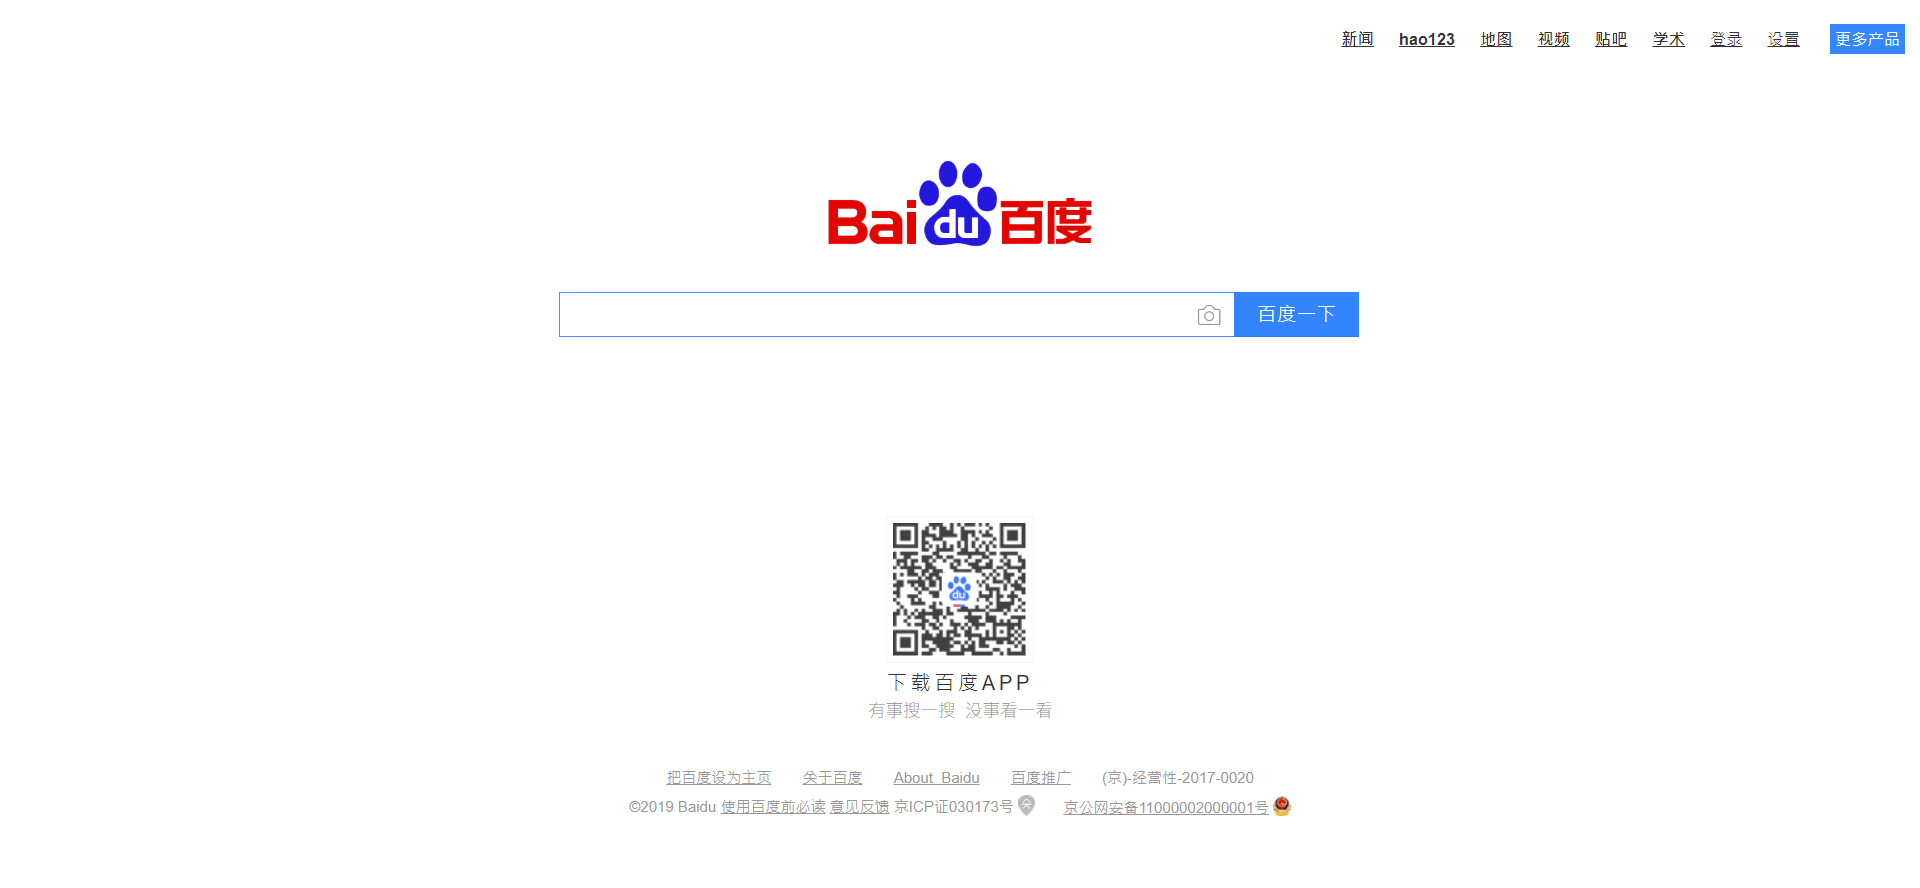 新闻 hao123 地图 视频 贴吧 学术 登录 设置 更多产品
Bai du 百度
百度一下
du
下载百度APP
有事搜一搜 没事看一看
把百度设为主页 关于百度 About Baidu 百度推广 (京)-经营性-2017-0020
©2019 Baidu 使用百度前必读 意见反馈 京ICP证030173号 京公网安备11000002000001号